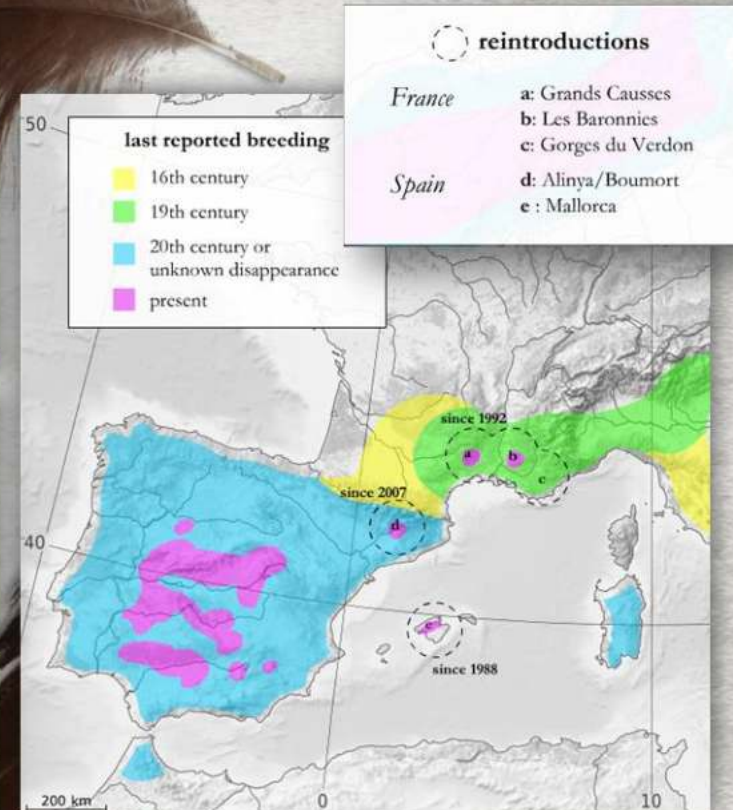 reintroductions
France
a: Grands Causses
b: Les Baronnies
c: Gorges du Verdon
Spain
d: Alinya/Boumort
e : Mallorca
50
last reported breeding
16th century
19th century
20th century or
unknown disappearance
present
since 1992
a
b
c
since 2007
d
40
e
since 1988
200 km
0
10